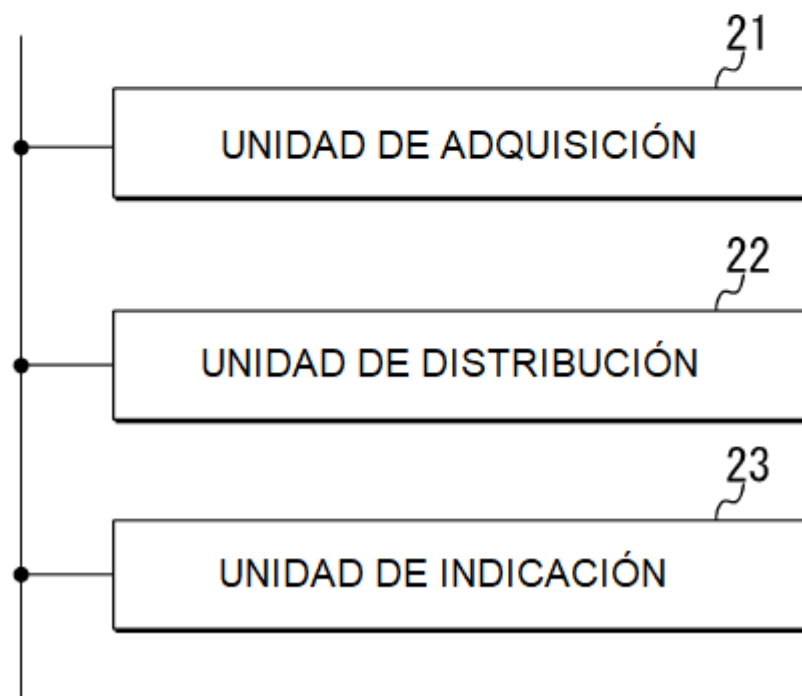 21
UNIDAD DE ADQUISICIÓN
22
UNIDAD DE DISTRIBUCIÓN
23
UNIDAD DE INDICACIÓN